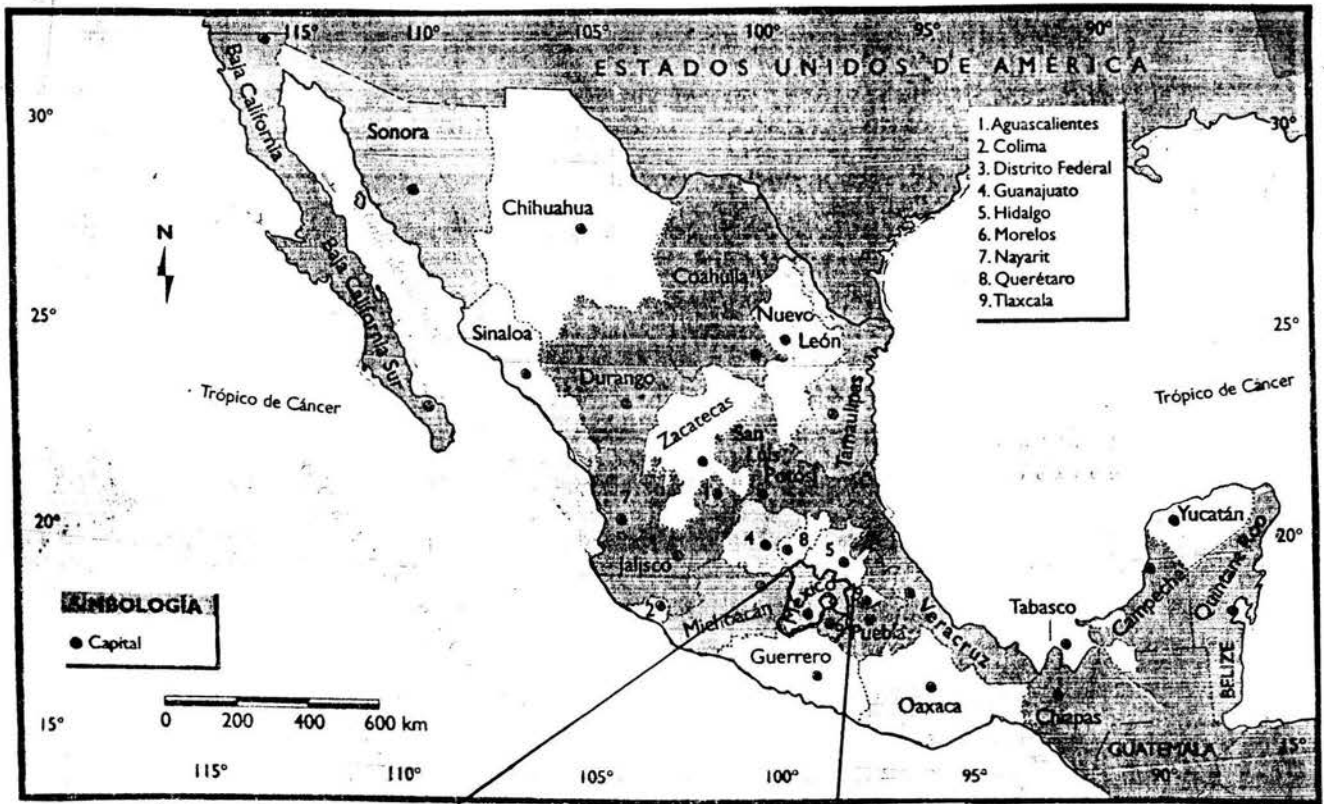 115° 110° 105° 100° 95° 90°
ESTADOS UNIDOS DE AMÉRICA
30°
30°
Baja California
Sonora
Chihuahua
1. Aguascalientes
2. Colima
3. Distrito Federal
4. Guanajuato
5. Hidalgo
6. Morelos
7. Nayarit
8. Querétaro
9. Tlaxcala
N
Baja California Sur
Coahuila
Nuevo
León
25°
25°
Sinaloa
Durango
Trópico de Cáncer
Trópico de Cáncer
Zacatecas
San
Luis
Potosí
Tamaulipas
7
1
20°
20°
Yucatán
4 8 5
Jalisco
Quintana Roo
Campeche
SIMBOLOGÍA
Capital
2
Michoacán
México
Puebla
Veracruz
Tabasco
Guerrero
Oaxaca
Chiapas
BELIZE
GUATEMALA
0 200 400 600 km
15°
15°
115° 110° 105° 100° 95° 90°